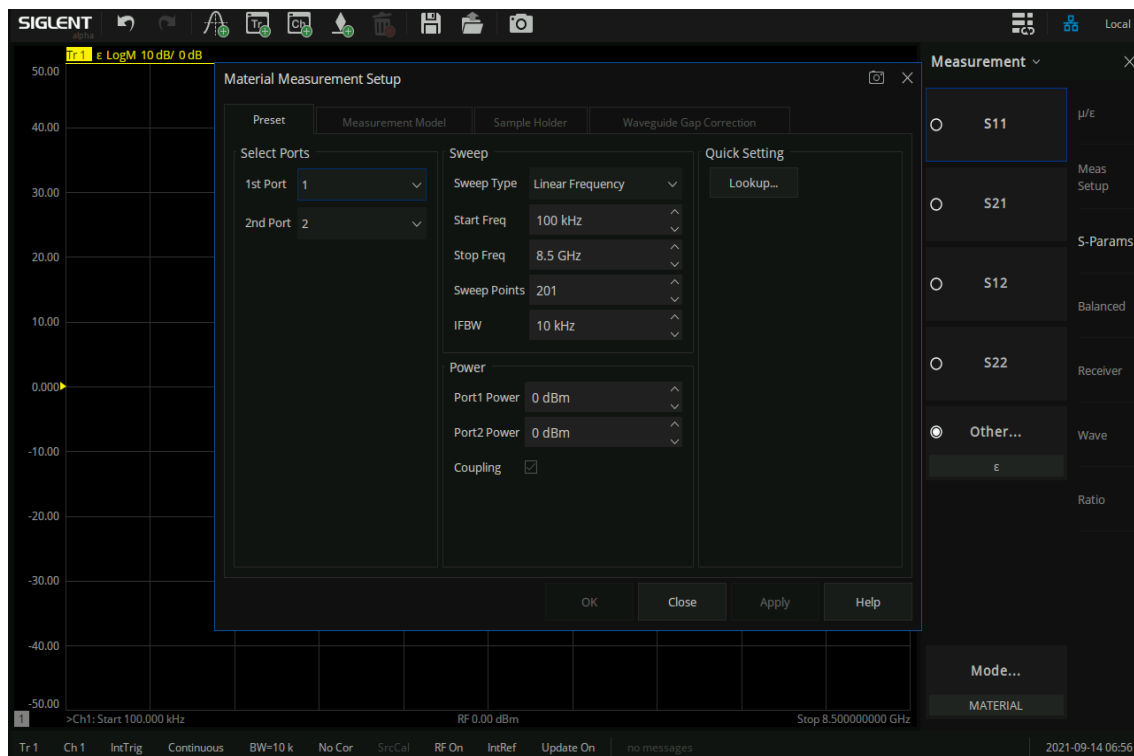 SIGLENT
alpha
Tr
Ch
Local
Tr 1 ε LogM 10 dB/ 0 dB
50.00
40.00
30.00
20.00
10.00
0.000
-10.00
-20.00
-30.00
-40.00
-50.00
Material Measurement Setup
Preset
Measurement Model
Sample Holder
Waveguide Gap Correction
Select Ports
1st Port 1
2nd Port 2
Sweep
Sweep Type Linear Frequency
Start Freq 100 kHz
Stop Freq 8.5 GHz
Sweep Points 201
IFBW 10 kHz
Power
Port1 Power 0 dBm
Port2 Power 0 dBm
Coupling
Quick Setting
Lookup...
OK
Close
Apply
Help
Measurement
S11
S21
S12
S22
Other...
ε
Mode...
MATERIAL
μ/ε
Meas
Setup
S-Params
Balanced
Receiver
Wave
Ratio
1 >Ch1: Start 100.000 kHz RF 0.00 dBm Stop 8.500000000 GHz
Tr 1 Ch 1 IntTrig Continuous BW=10 k No Cor SrcCal RF On IntRef Update On no messages 2021-09-14 06:56